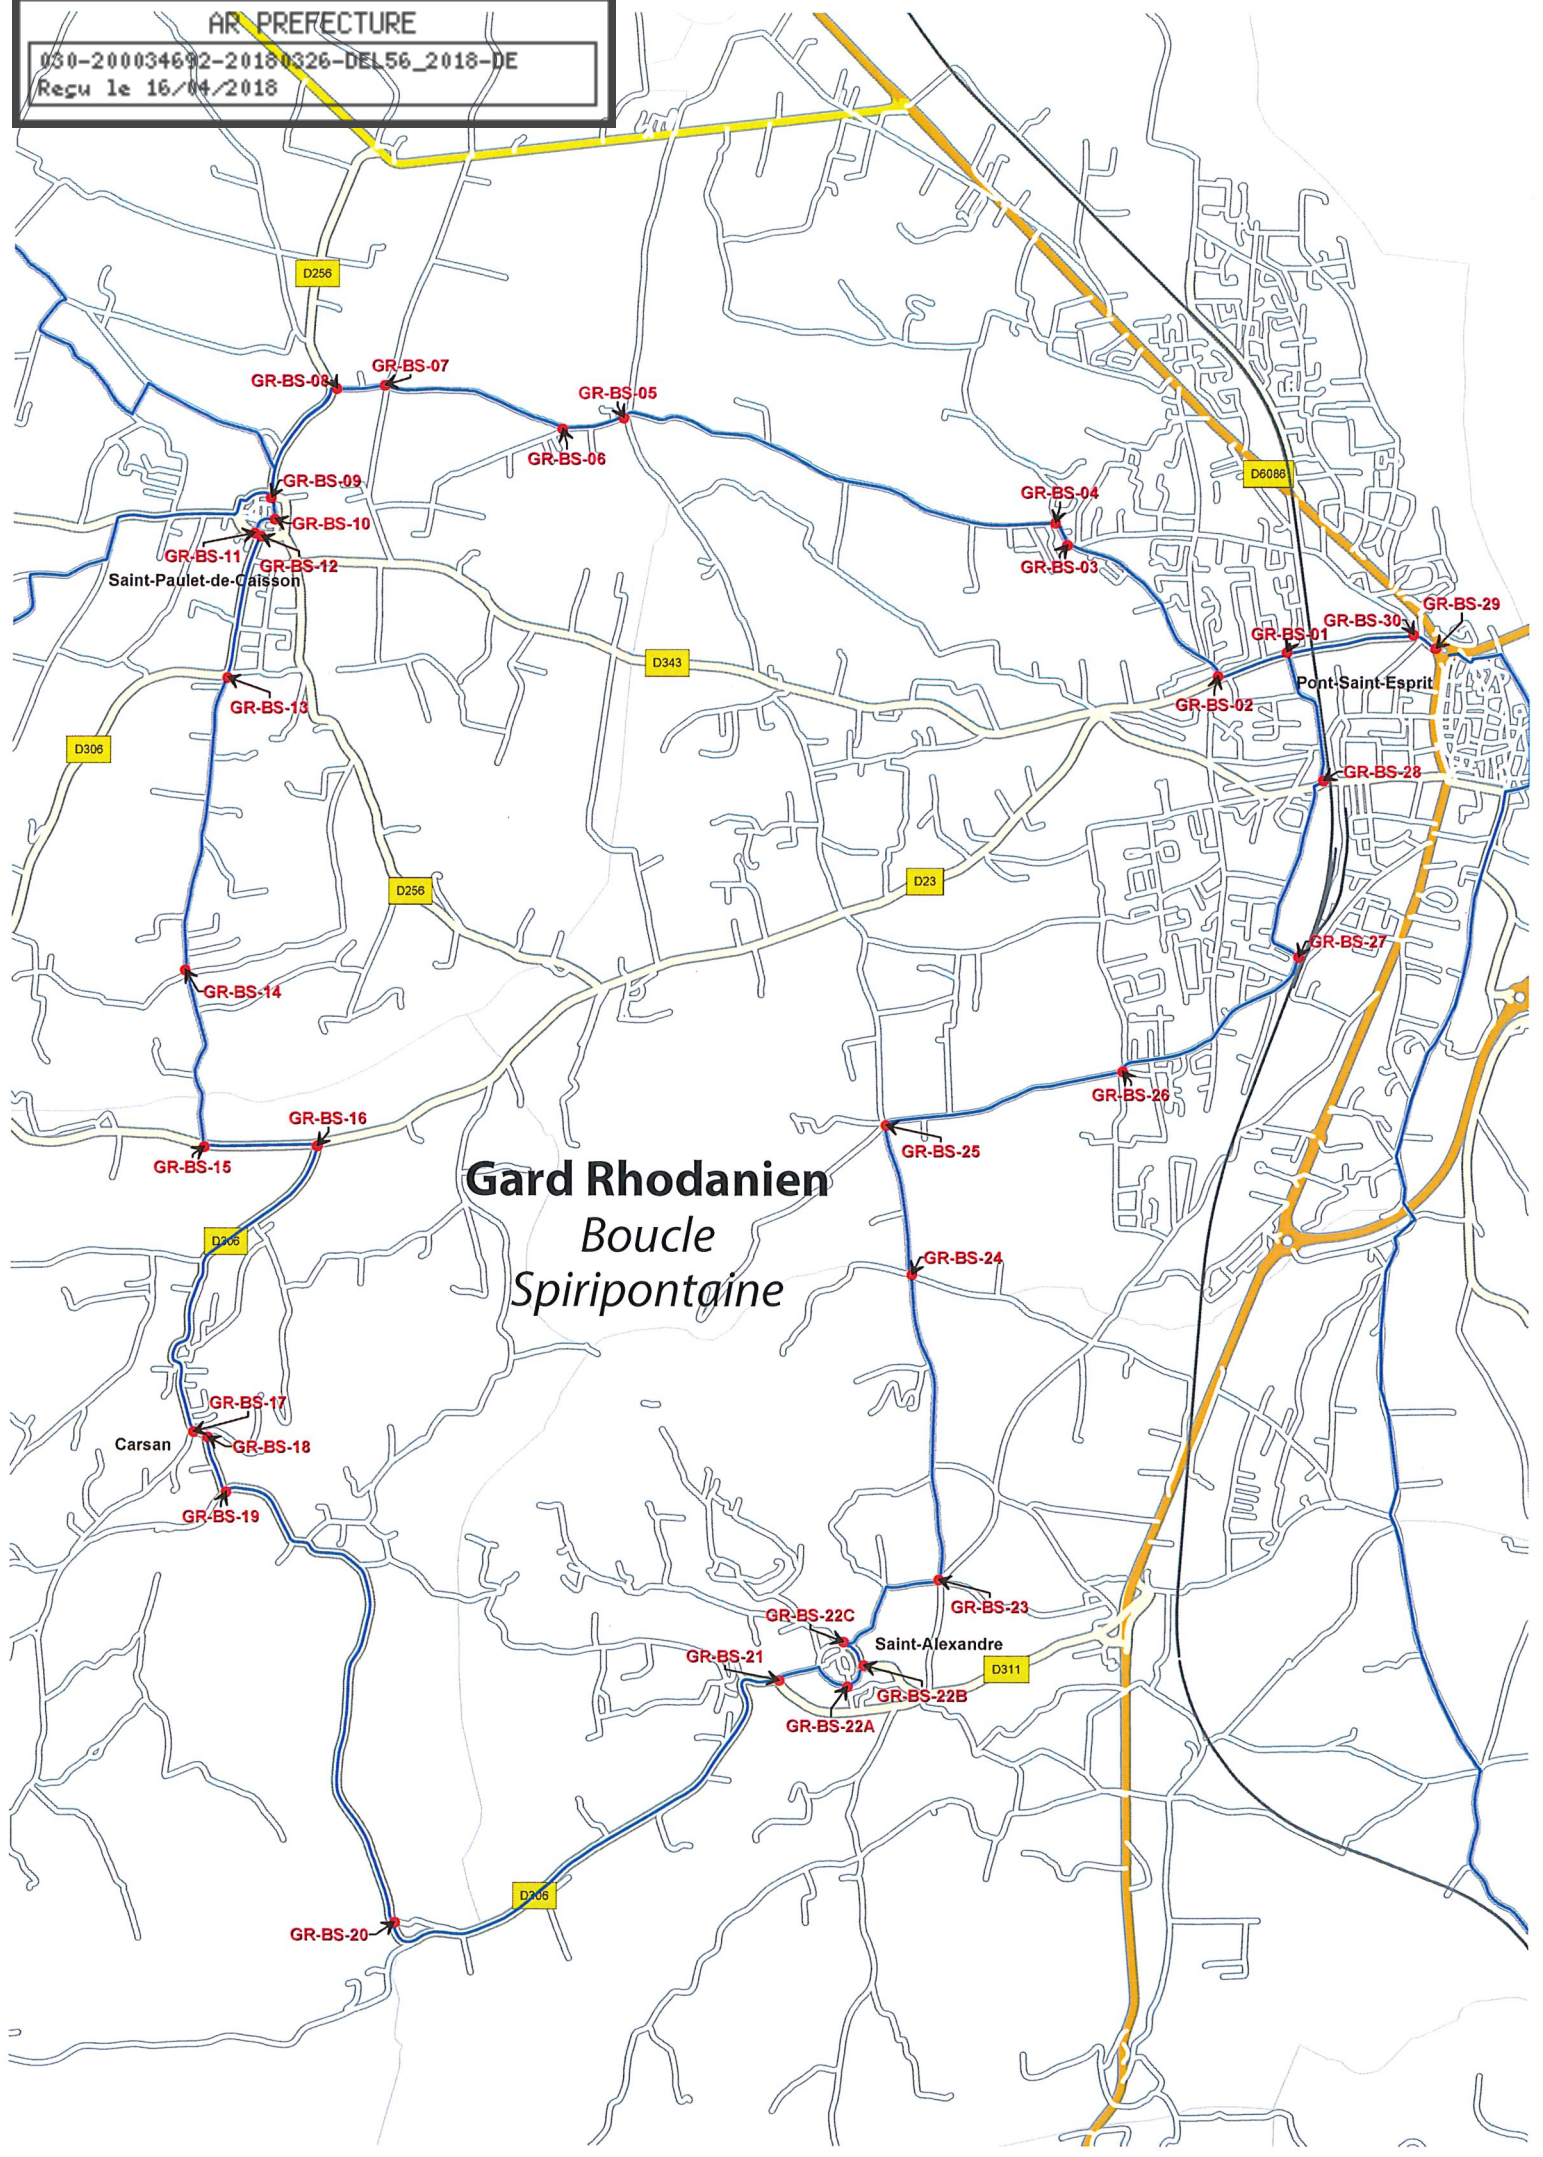 AR PREFECTURE
030-200034692-20180326-DEL56_2018-DE
Reçu le 16/04/2018
D256
GR-BS-07
GR-BS-08
GR-BS-05
GR-BS-06
D6086
GR-BS-09
GR-BS-04
GR-BS-10
GR-BS-11
GR-BS-12
GR-BS-03
Saint-Paulet-de-Caisson
GR-BS-29
GR-BS-30
GR-BS-01
D343
Pont-Saint-Esprit
GR-BS-13
GR-BS-02
D306
GR-BS-28
D256
D23
GR-BS-27
GR-BS-14
GR-BS-26
GR-BS-16
GR-BS-25
GR-BS-15
Gard Rhodanien
Boucle
Spiripontaine
D306
GR-BS-24
GR-BS-17
Carsan
GR-BS-18
GR-BS-19
GR-BS-23
GR-BS-22C
Saint-Alexandre
GR-BS-21
D311
GR-BS-22B
GR-BS-22A
D306
GR-BS-20